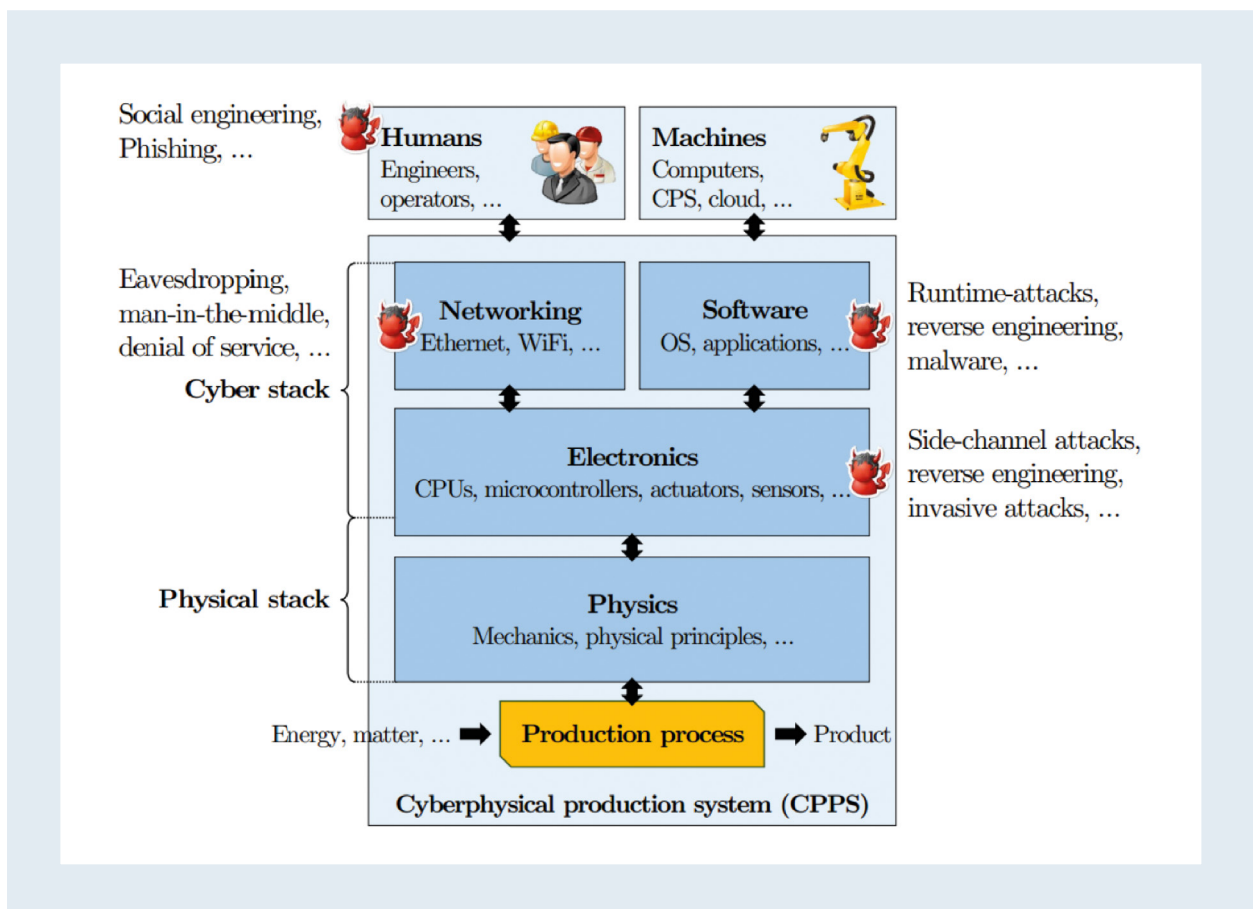 Social engineering,
Phishing, ...
Humans
Engineers,
operators, ...
Machines
Computers,
CPS, cloud, ...
Eavesdropping,
man-in-the-middle,
denial of service, ...
Cyber stack
Networking
Ethernet, WiFi, ...
Software
OS, applications, ...
Runtime-attacks,
reverse engineering,
malware, ...
Electronics
CPUs, microcontrollers, actuators, sensors, ...
Side-channel attacks,
reverse engineering,
invasive attacks, ...
Physical stack
Physics
Mechanics, physical principles, ...
Energy, matter, ...
Production process
Product
Cyberphysical production system (CPPS)